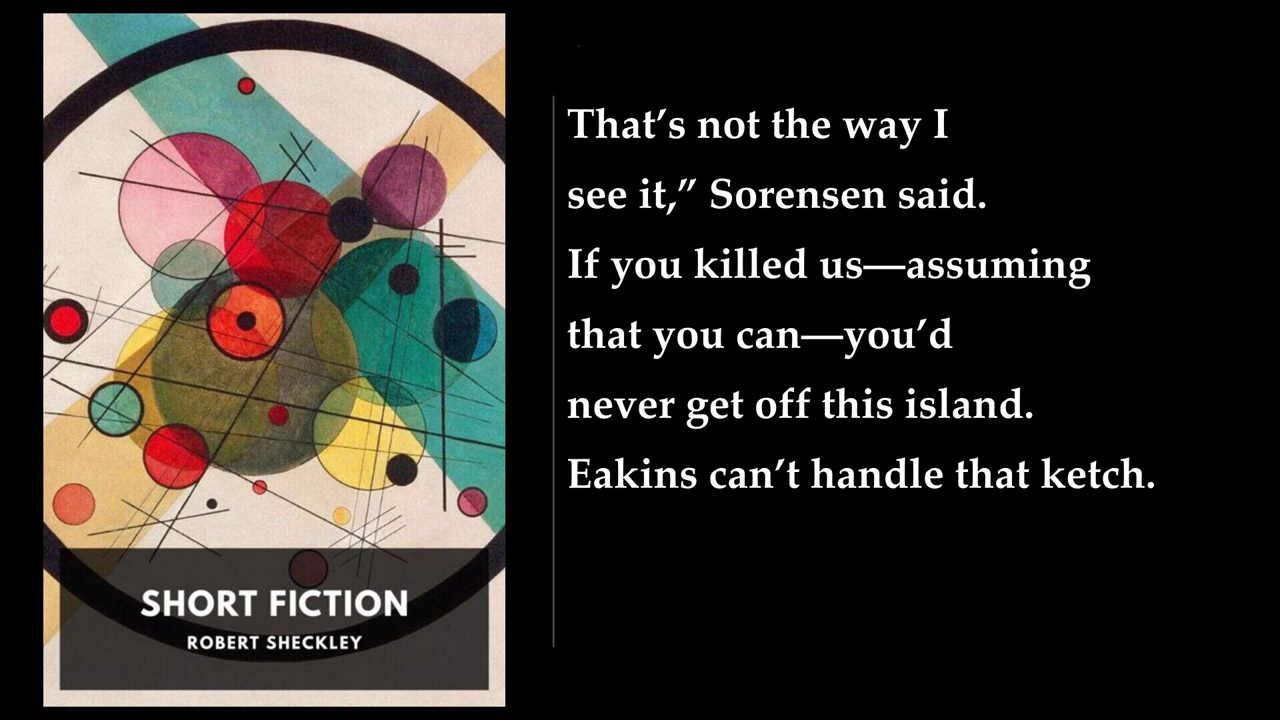 That’s not the way I
see it,” Sorensen said.
If you killed us—assuming
that you can—you’d
never get off this island.
Eakins can’t handle that ketch.
SHORT FICTION
ROBERT SHECKLEY